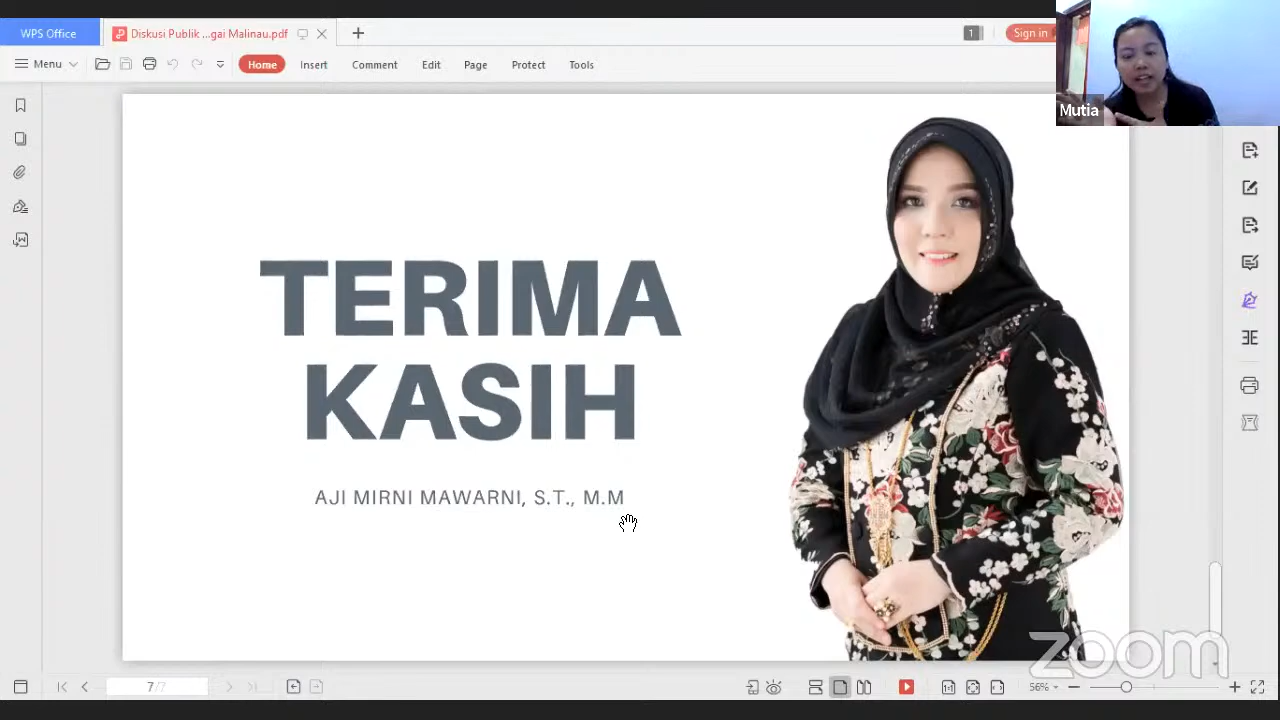 WPS Office
Diskusi Publik ...gai Malinau.pdf
1
Sign in
Menu
Home
Insert
Comment
Edit
Page
Protect
Tools
Mutia
TERIMA
KASIH
AJI MIRNI MAWARNI, S.T., M.M
zoom
7/7
56%